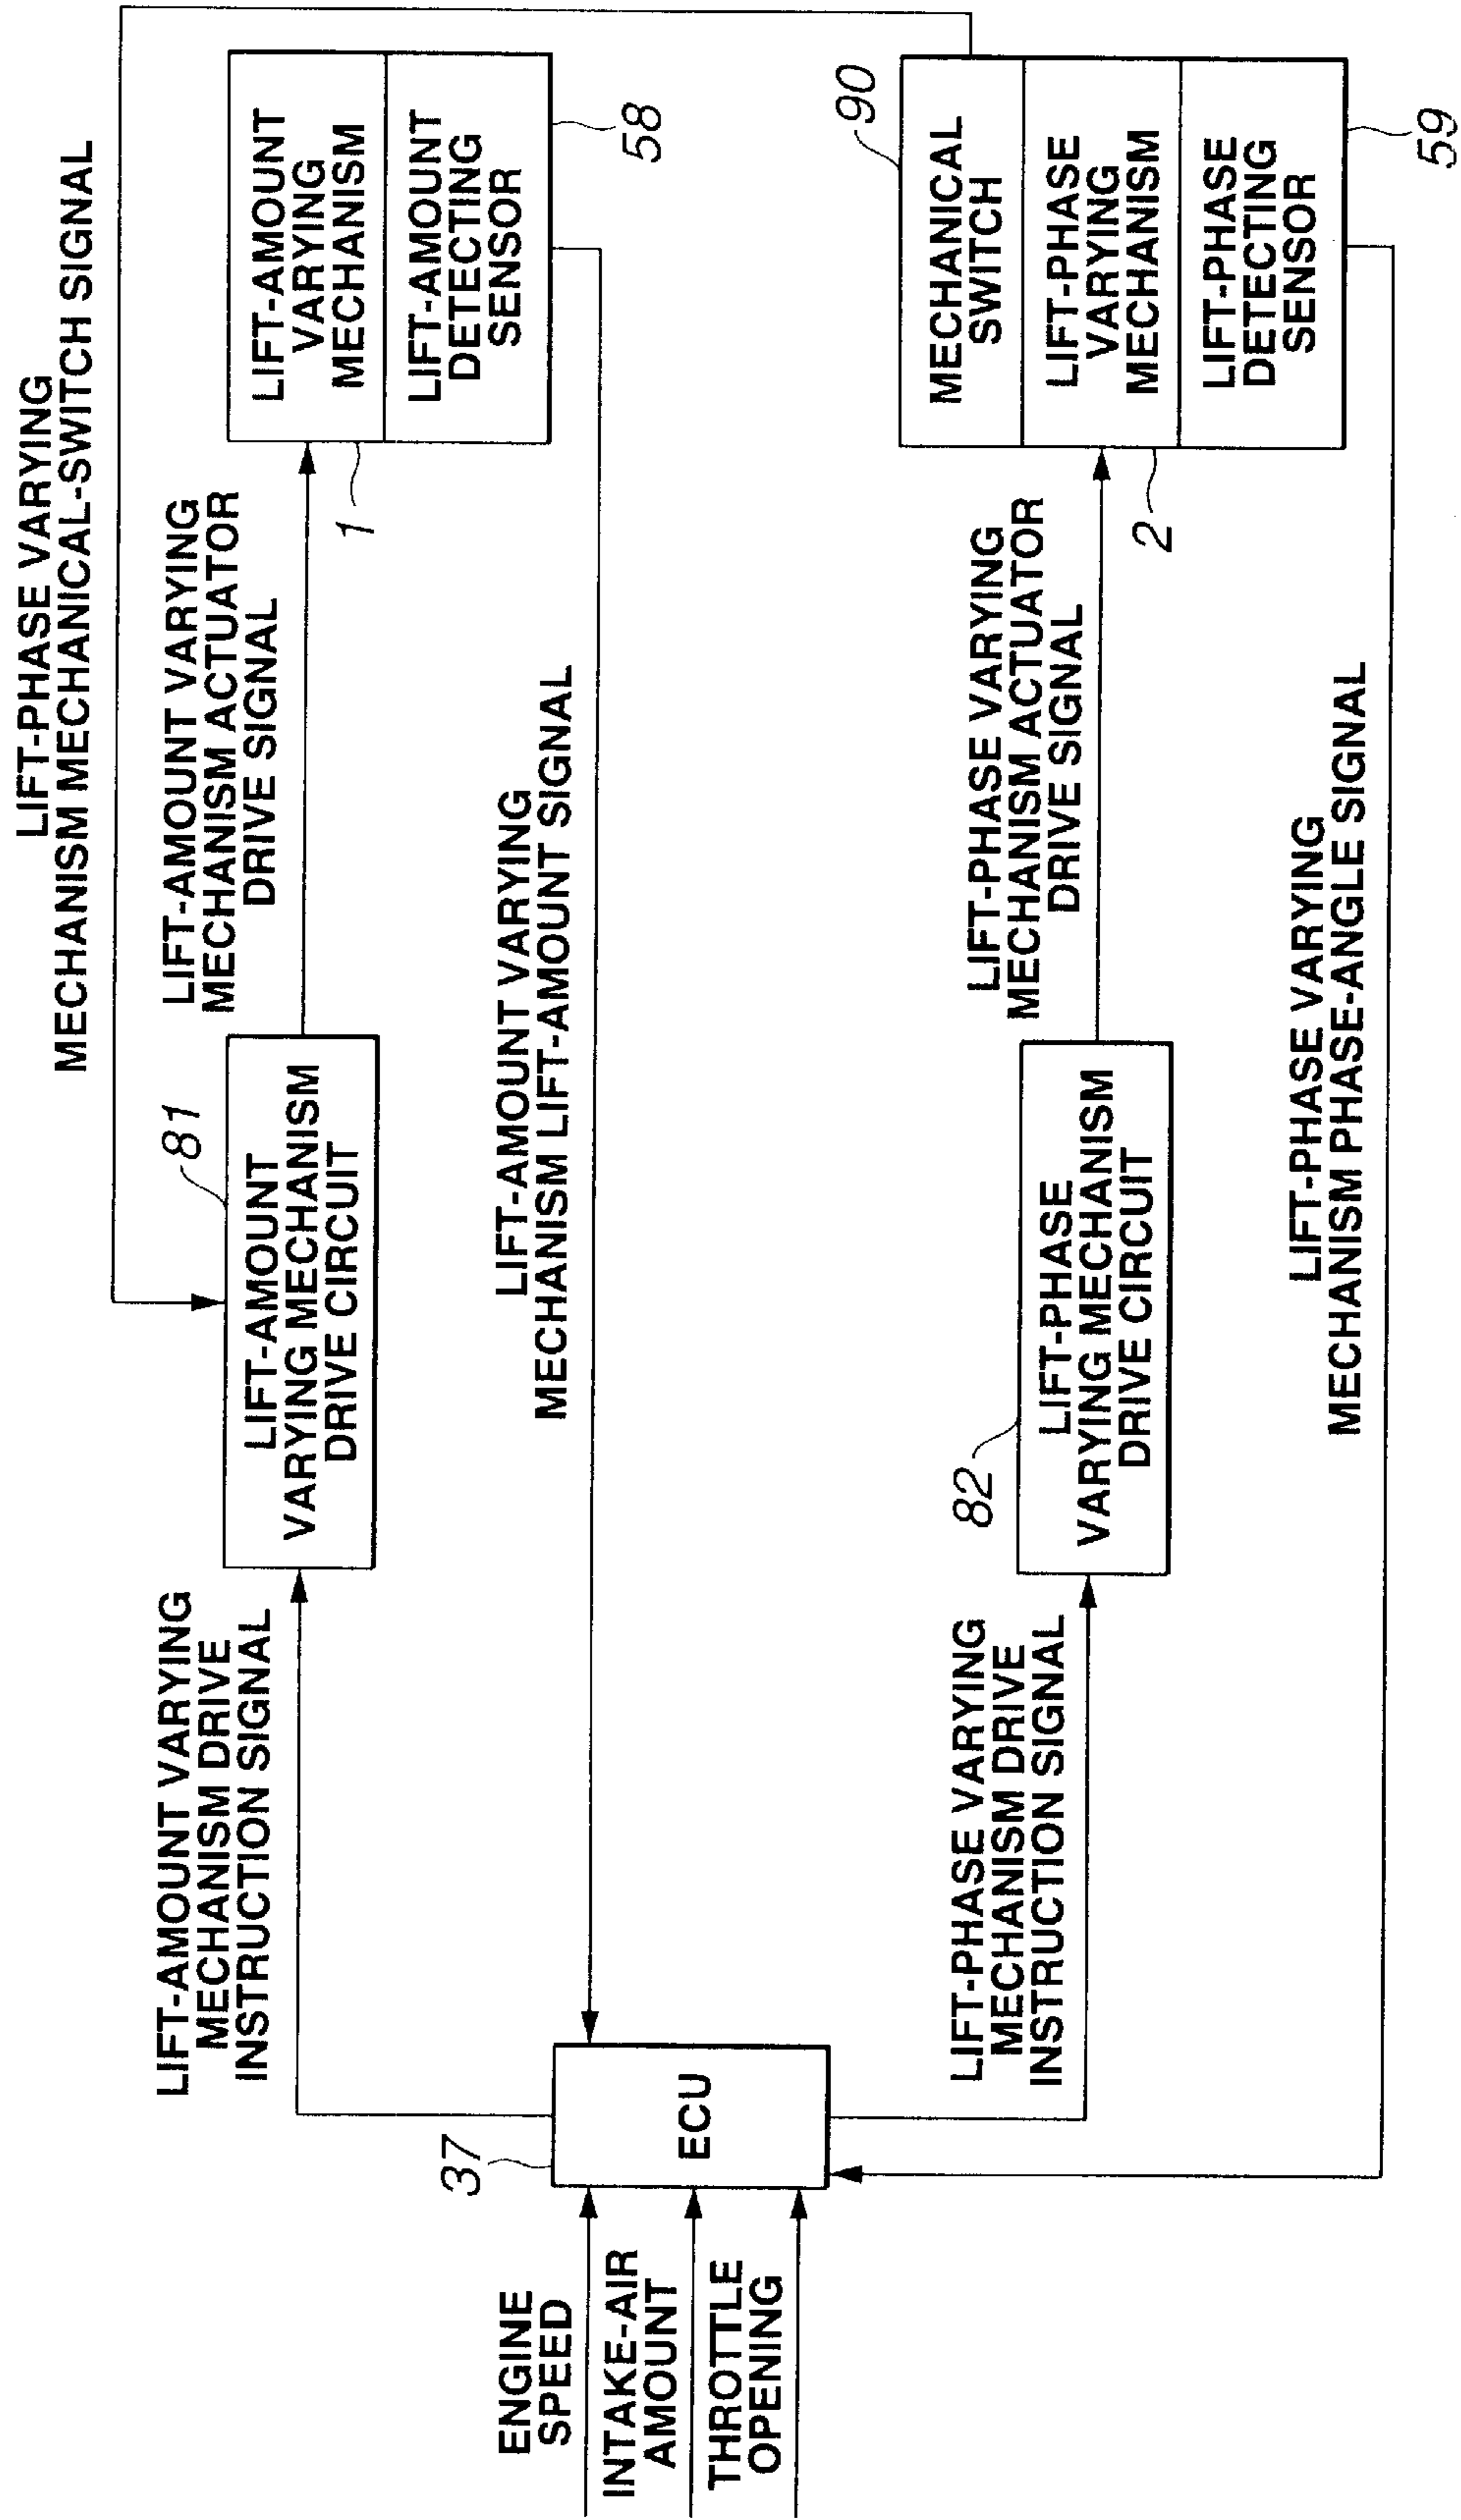 LIFT-PHASE VARYING
MECHANISM MECHANICAL-SWITCH SIGNAL
LIFT-AMOUNT VARYING
MECHANISM DRIVE
INSTRUCTION SIGNAL
81
LIFT-AMOUNT
VARYING MECHANISM
DRIVE CIRCUIT
LIFT-AMOUNT VARYING
MECHANISM ACTUATOR
DRIVE SIGNAL
1
LIFT-AMOUNT
VARYING
MECHANISM
LIFT-AMOUNT
DETECTING
SENSOR
58
LIFT-AMOUNT VARYING
MECHANISM LIFT-AMOUNT SIGNAL
37
ECU
ENGINE
SPEED
INTAKE-AIR
AMOUNT
THROTTLE
OPENING
LIFT-PHASE VARYING
MECHANISM DRIVE
INSTRUCTION SIGNAL
82
LIFT-PHASE
VARYING MECHANISM
DRIVE CIRCUIT
LIFT-PHASE VARYING
MECHANISM ACTUATOR
DRIVE SIGNAL
90
MECHANICAL
SWITCH
2
LIFT-PHASE
VARYING
MECHANISM
LIFT-PHASE
DETECTING
SENSOR
59
LIFT-PHASE VARYING
MECHANISM PHASE-ANGLE SIGNAL